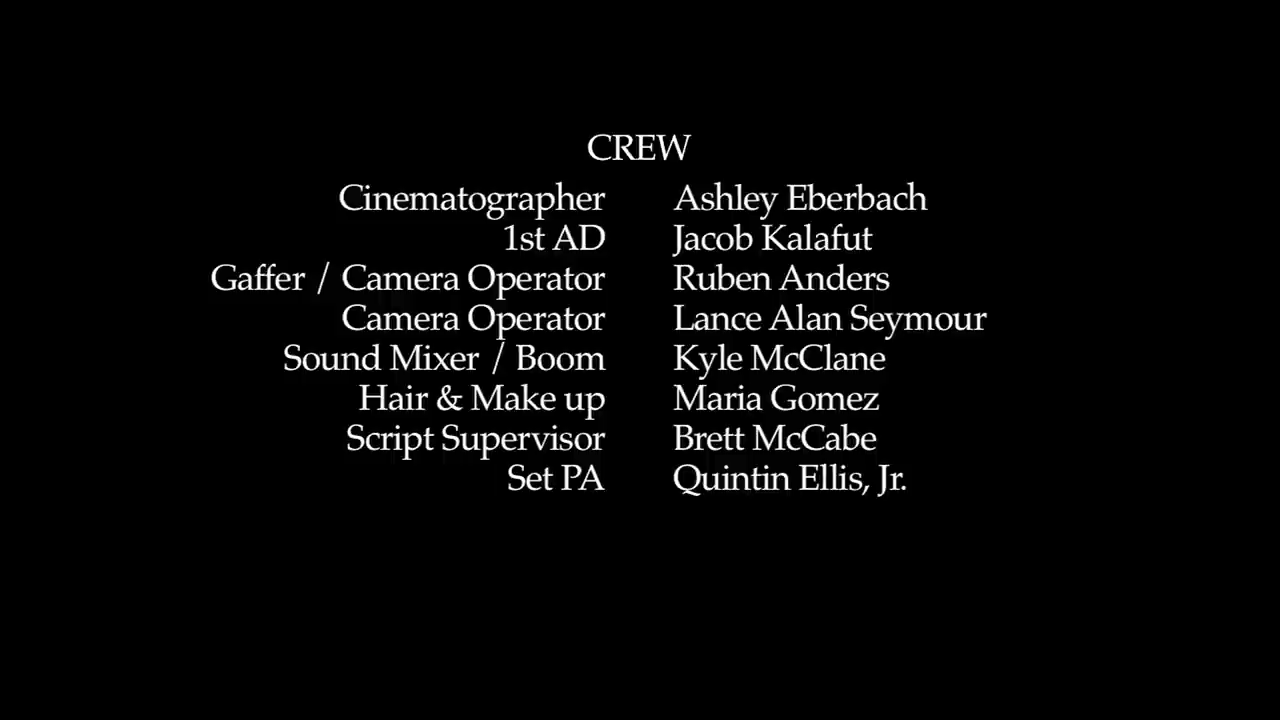 CREW
Cinematographer Ashley Eberbach
1st AD Jacob Kalafut
Gaffer / Camera Operator Ruben Anders
Camera Operator Lance Alan Seymour
Sound Mixer / Boom Kyle McClane
Hair & Make up Maria Gomez
Script Supervisor Brett McCabe
Set PA Quintin Ellis, Jr.